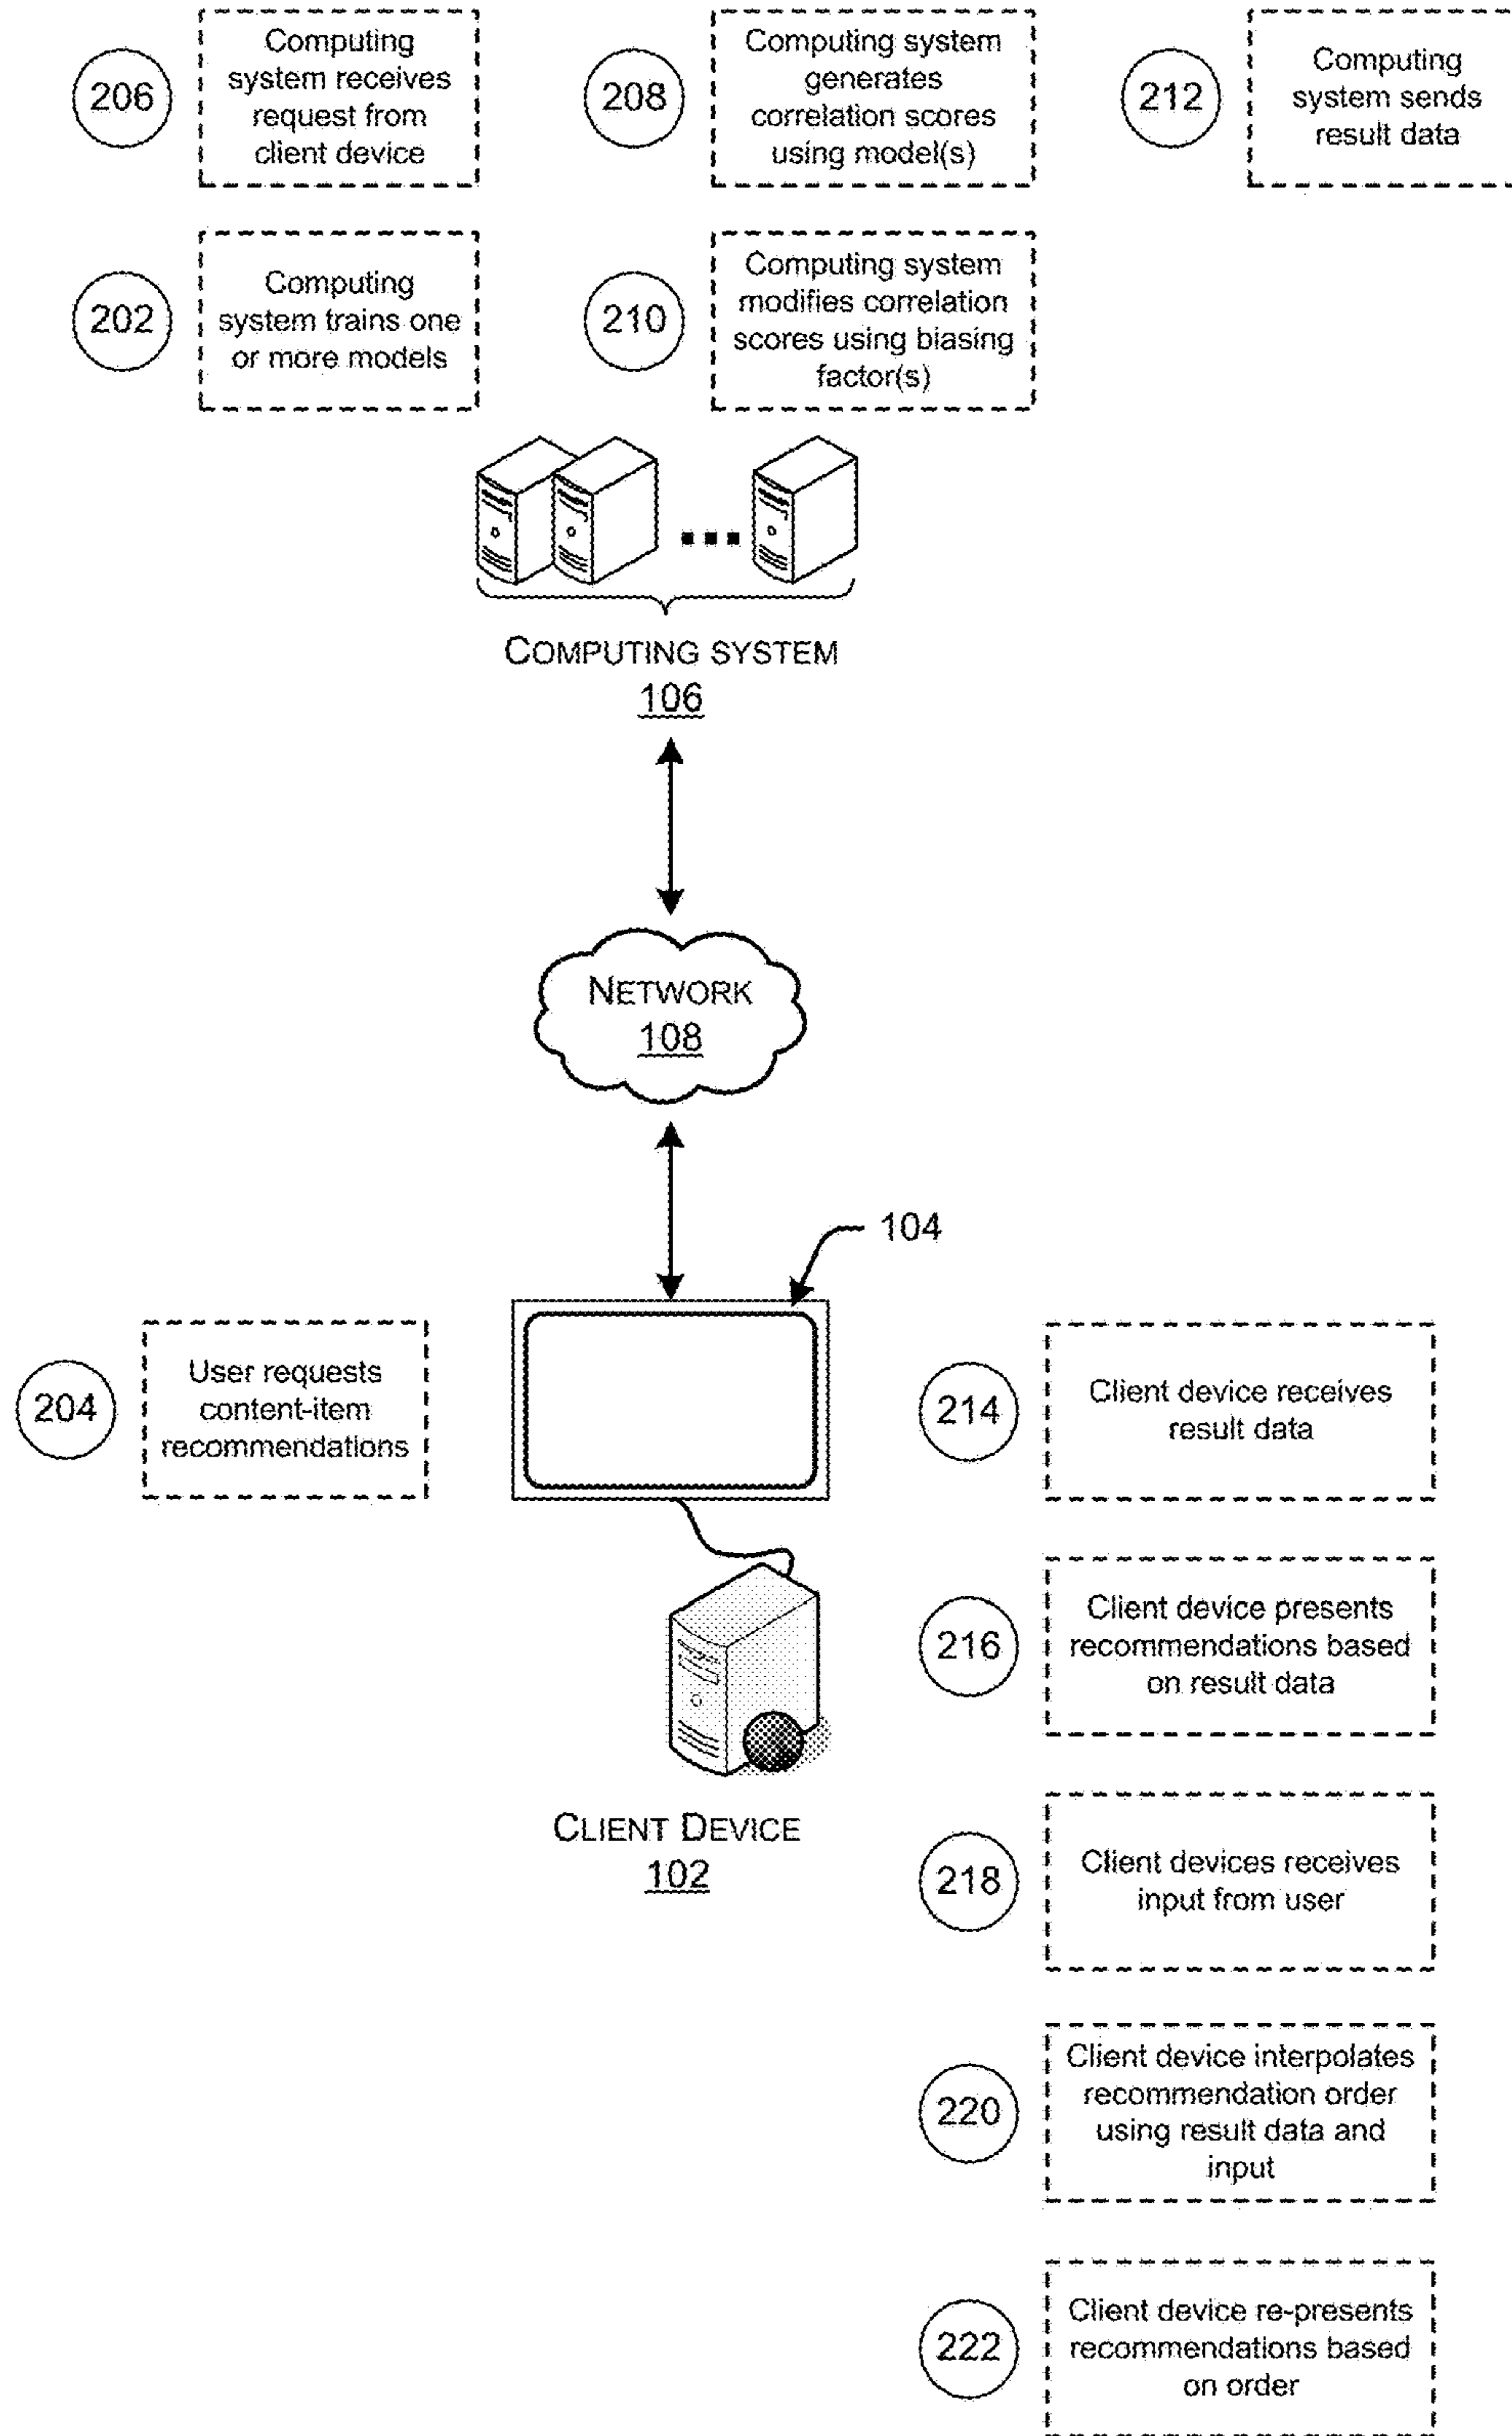 206
Computing
system receives
request from
client device
208
Computing system
generates
correlation scores
using model(s)
212
Computing
system sends
result data
202
Computing
system trains one
or more models
210
Computing system
modifies correlation
scores using biasing
factor(s)
COMPUTING SYSTEM
106
NETWORK
108
104
204
User requests
content-item
recommendations
214
Client device receives
result data
216
Client device presents
recommendations based
on result data
CLIENT DEVICE
102
218
Client devices receives
input from user
220
Client device interpolates
recommendation order
using result data and
input
222
Client device re-presents
recommendations based
on order